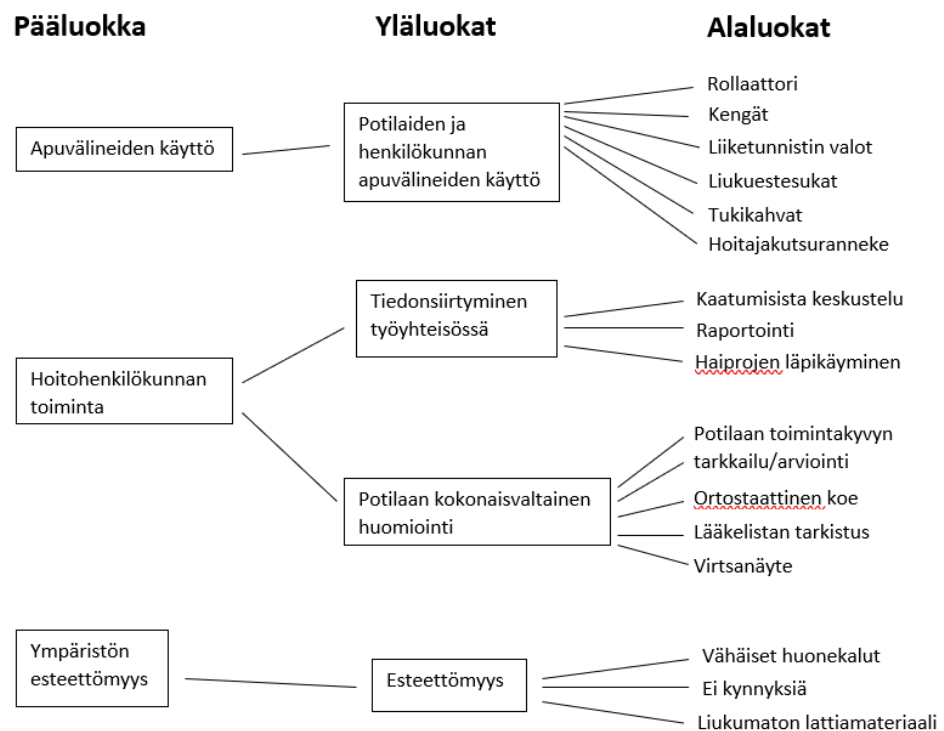 Pääluokka
Yläluokat
Alaluokat
Apuvälineiden käyttö
Potilaiden ja
henkilökunnan
apuvälineiden käyttö
Rollaattori
Kengät
Liiketunnistin valot
Liukuestesukat
Tukikahvat
Hoitajakutsuranneke
Hoitohenkilökunnan
toiminta
Tiedonsiirtyminen
työyhteisössä
Kaatumisista keskustelu
Raportointi
Haiprojen läpikäyminen
Potilaan kokonaisvaltainen
huomiointi
Potilaan toimintakyvyn
tarkkailu/arviointi
Ortostaattinen koe
Lääkelistan tarkistus
Virtsanäyte
Ympäristön
esteettömyys
Esteettömyys
Vähäiset huonekalut
Ei kynnyksiä
Liukumaton lattiamateriaali